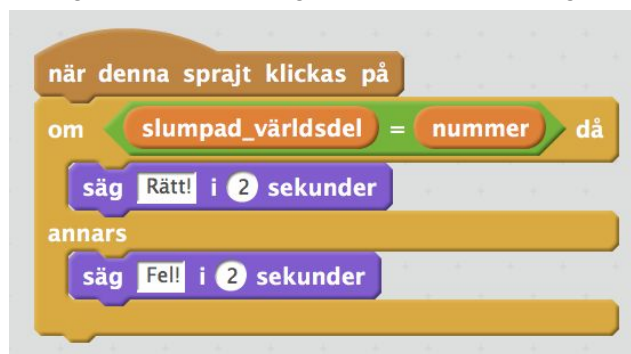 när denna sprajt klickas på
om slumpad_världsdel = nummer då
säg Rätt! i 2 sekunder
annars
säg Fel! i 2 sekunder